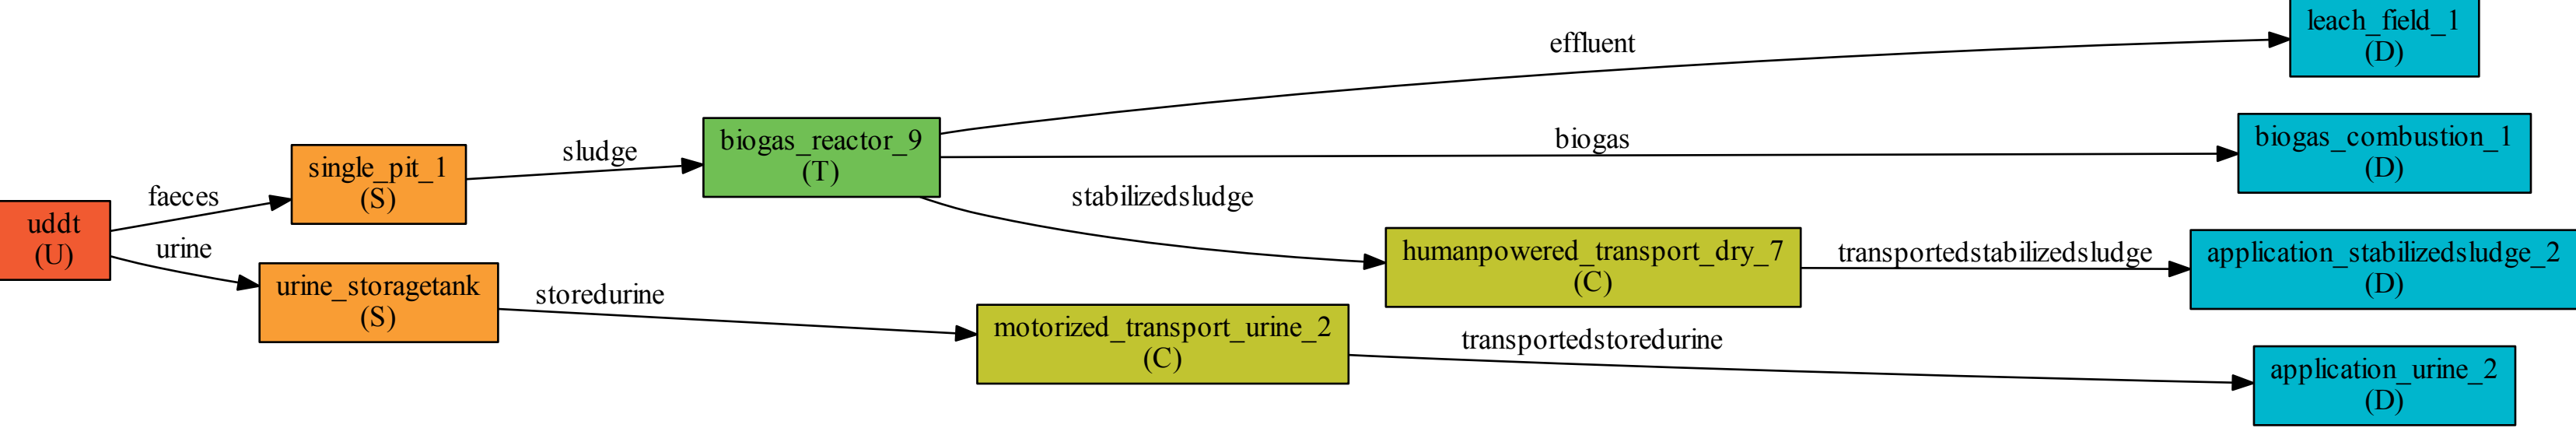 uddt
(U)
faeces
urine
single_pit_1
(S)
urine_storagetank
(S)
sludge
storedurine
biogas_reactor_9
(T)
motorized_transport_urine_2
(C)
effluent
biogas
stabilizedsludge
humanpowered_transport_dry_7
(C)
transportedstabilizedsludge
transportedstoredurine
leach_field_1
(D)
biogas_combustion_1
(D)
application_stabilizedsludge_2
(D)
application_urine_2
(D)